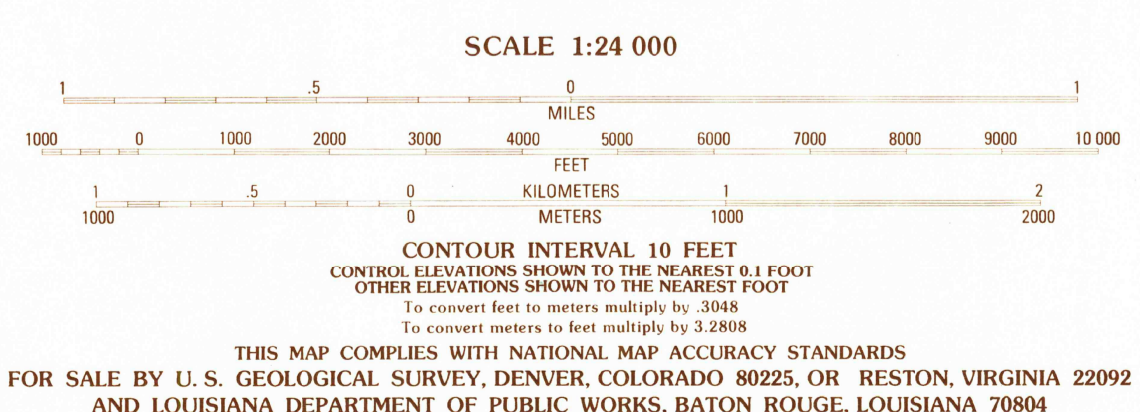 SCALE 1:24 000
1 .5 0 1
MILES
1000 0 1000 2000 3000 4000 5000 6000 7000 8000 9000 10 000
FEET
1 .5 0 KILOMETERS 1 2
1000 0 METERS 1000 2000
CONTOUR INTERVAL 10 FEET
CONTROL ELEVATIONS SHOWN TO THE NEAREST 0.1 FOOT
OTHER ELEVATIONS SHOWN TO THE NEAREST FOOT
To convert feet to meters multiply by .3048
To convert meters to feet multiply by 3.2808
THIS MAP COMPLIES WITH NATIONAL MAP ACCURACY STANDARDS
FOR SALE BY U. S. GEOLOGICAL SURVEY, DENVER, COLORADO 80225, OR RESTON, VIRGINIA 22092
AND LOUISIANA DEPARTMENT OF PUBLIC WORKS, BATON ROUGE, LOUISIANA 70804